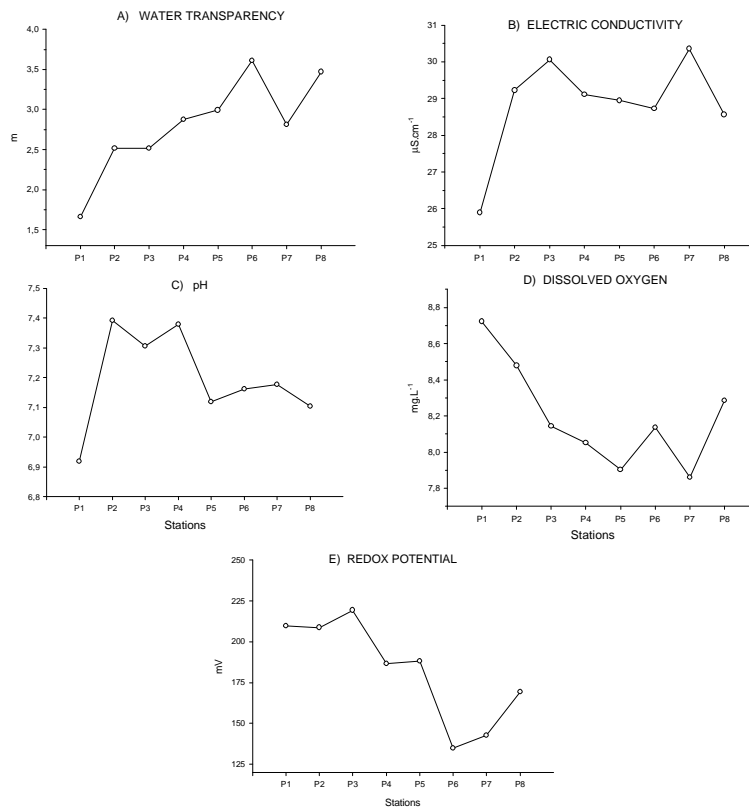 A) WATER TRANSPARENCY
4,0
3,5
3,0
2,5
2,0
1,5
m
P1 P2 P3 P4 P5 P6 P7 P8
B) ELECTRIC CONDUCTIVITY
31
30
29
28
27
26
25
µS.cm-1
P1 P2 P3 P4 P5 P6 P7 P8
C) pH
7,5
7,4
7,3
7,2
7,1
7,0
6,9
6,8
P1 P2 P3 P4 P5 P6 P7 P8
Stations
D) DISSOLVED OXYGEN
8,8
8,6
8,4
8,2
8,0
7,8
mg.L-1
P1 P2 P3 P4 P5 P6 P7 P8
Stations
E) REDOX POTENTIAL
250
225
200
175
150
125
mV
P1 P2 P3 P4 P5 P6 P7 P8
Stations